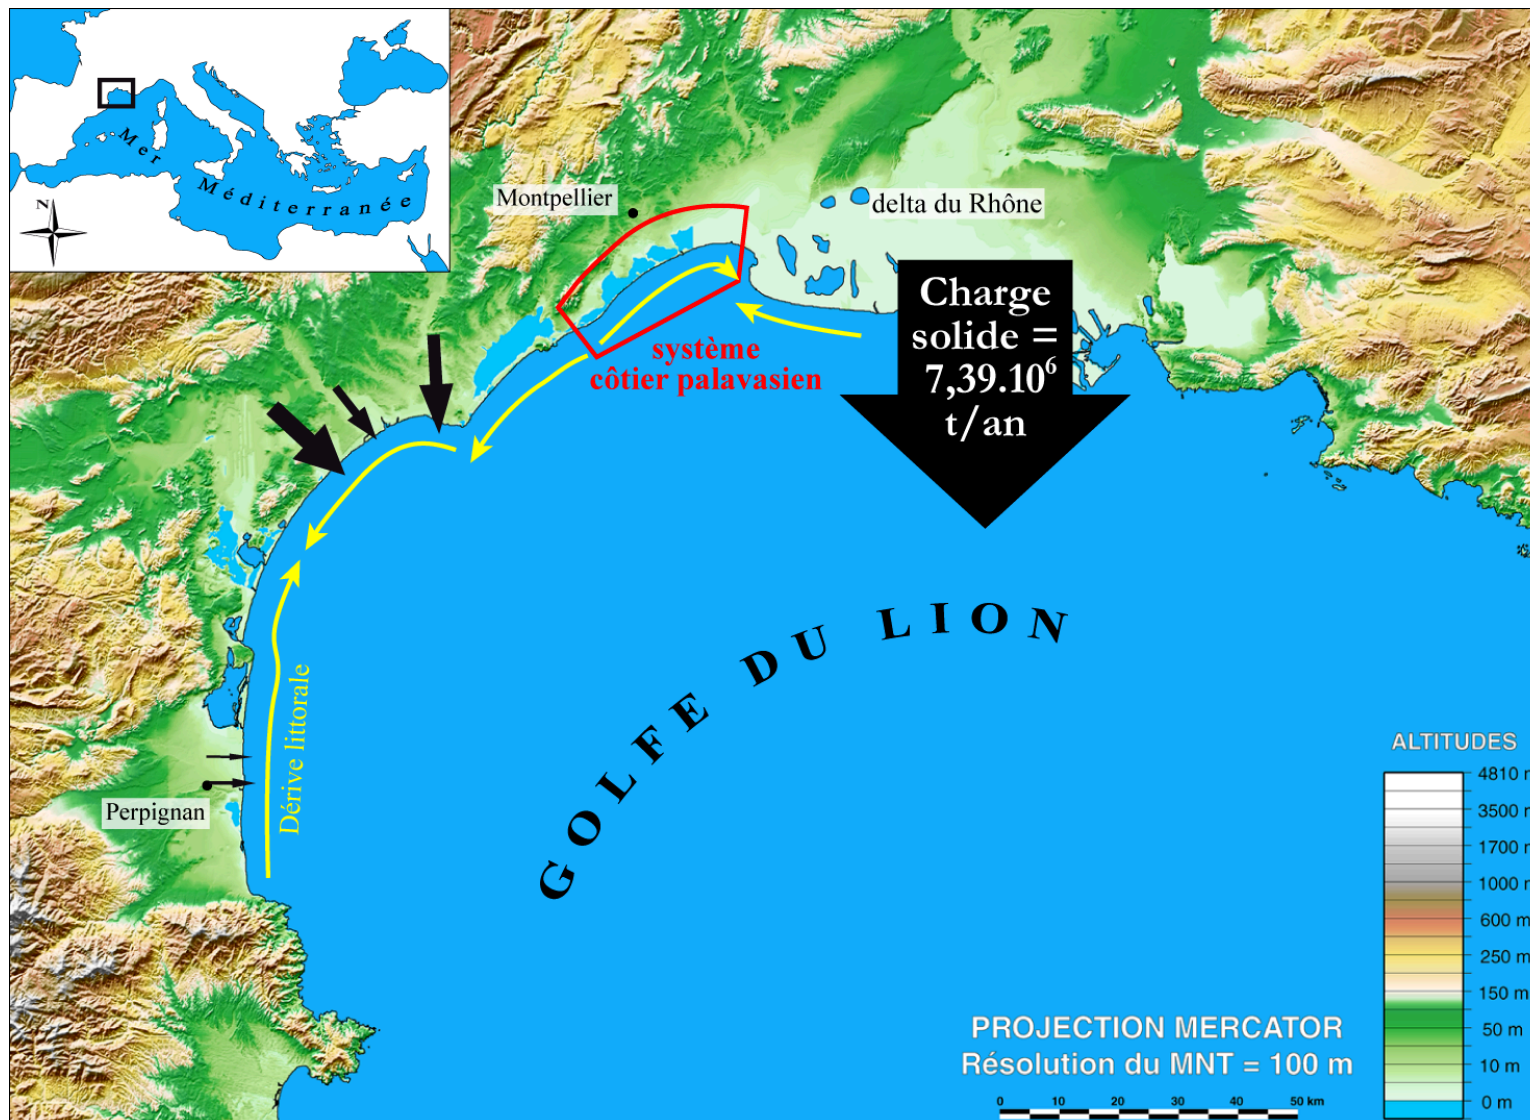 Mer
Méditerranée
N
Montpellier
delta du Rhône
Charge
solide =
7,39.10⁶
t/an
système
côtier palavasien
GOLFE DU LION
Dérive littorale
Perpignan
ALTITUDES
4810 m
3500 m
1700 m
1000 m
600 m
250 m
150 m
50 m
10 m
0 m
PROJECTION MERCATOR
Résolution du MNT = 100 m
0 10 20 30 40 50 km